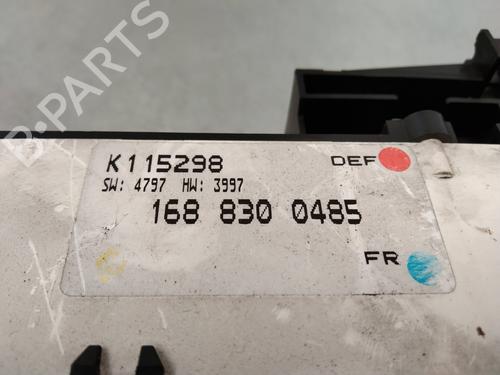 B-PARTS
K115298
DEF
SW: 4797 HW: 3997
168 830 0485
FR